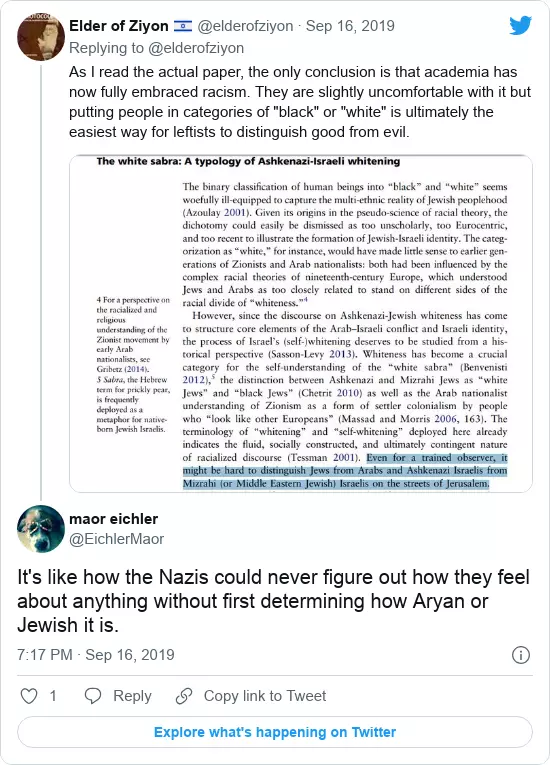 Elder of Ziyon 🇮🇱 @elderofziyon · Sep 16, 2019
Replying to @elderofziyon
As I read the actual paper, the only conclusion is that academia has
now fully embraced racism. They are slightly uncomfortable with it but
putting people in categories of "black" or "white" is ultimately the
easiest way for leftists to distinguish good from evil.
The white sabra: A typology of Ashkenazi-Israeli whitening
The binary classification of human beings into “black” and “white” seems
woefully ill-equipped to capture the multi-ethnic reality of Jewish peoplehood
(Azoulay 2001). Given its origins in the pseudo-science of racial theory, the
dichotomy could easily be dismissed as too unscholarly, too Eurocentric,
and too recent to illustrate the formation of Jewish-Israeli identity. The categ-
orization as “white,” for instance, would have made little sense to earlier gen-
erations of Zionists and Arab nationalists: both had been influenced by the
complex racial theories of nineteenth-century Europe, which understood
Jews and Arabs as too closely related to stand on different sides of the
racial divide of “whiteness.”4
However, since the discourse on Ashkenazi-Jewish whiteness has come
to structure core elements of the Arab–Israeli conflict and Israeli identity,
the process of Israel’s (self-)whitening deserves to be studied from a his-
torical perspective (Sasson-Levy 2013). Whiteness has become a crucial
category for the self-understanding of the “white sabra” (Benvenisti
2012),5 the distinction between Ashkenazi and Mizrahi Jews as “white
Jews” and “black Jews” (Chetrit 2010) as well as the Arab nationalist
understanding of Zionism as a form of settler colonialism by people
who “look like other Europeans” (Massad and Morris 2006, 163). The
terminology of “whitening” and “self-whitening” deployed here already
indicates the fluid, socially constructed, and ultimately contingent nature
of racialized discourse (Tessman 2001). Even for a trained observer, it
might be hard to distinguish Jews from Arabs and Ashkenazi Israelis from
Mizrahi (or Middle Eastern Jewish) Israelis on the streets of Jerusalem.
4 For a perspective on
the racialized and
religious
understanding of the
Zionist movement by
early Arab
nationalists, see
Gribetz (2014).
5 Sabra, the Hebrew
term for prickly pear,
is frequently
deployed as a
metaphor for native-
born Jewish Israelis.
maor eichler
@EichlerMaor
It's like how the Nazis could never figure out how they feel
about anything without first determining how Aryan or
Jewish it is.
7:17 PM · Sep 16, 2019
1 Reply Copy link to Tweet
Explore what's happening on Twitter